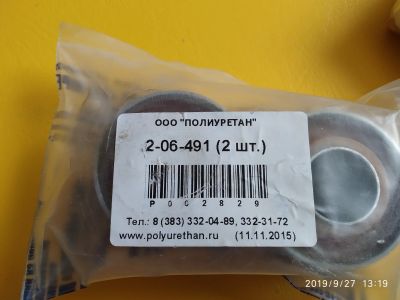 ООО "ПОЛИУРЕТАН"
2-06-491 (2 шт.)
P002829
Тел.: 8 (383) 332-04-89, 332-31-72
www.polyurethan.ru (11.11.2015)
2019/9/27 13:19